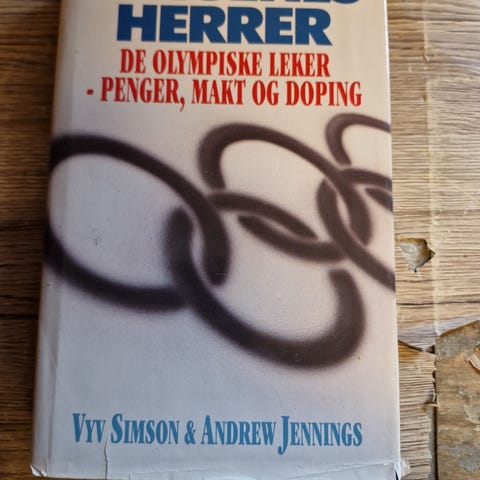 HERRER
DE OLYMPISKE LEKER
- PENGER, MAKT OG DOPING
VYV SIMSON & ANDREW JENNINGS